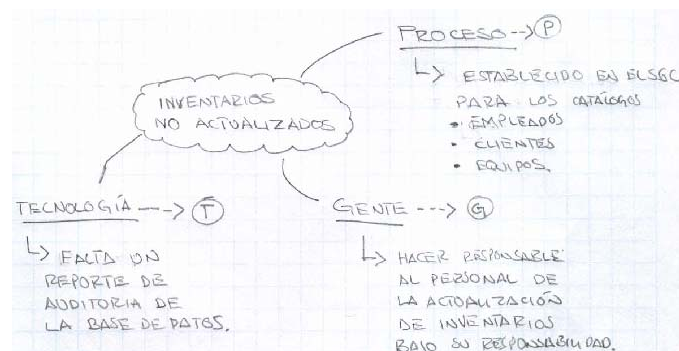 PROCESO --> P
↳ ESTABLECIDO EN EL SGC
PARA LOS CATÁLOGOS
• EMPLEADOS
• CLIENTES
• EQUIPOS.
INVENTARIOS
NO ACTUALIZADOS
TECNOLOGÍA --> T
↳ FALTA UN
REPORTE DE
AUDITORIA DE
LA BASE DE DATOS.
GENTE ---> G
↳ HACER RESPONSABLE
AL PERSONAL DE
LA ACTUALIZACIÓN
DE INVENTARIOS
BAJO SU RESPONSABILIDAD.